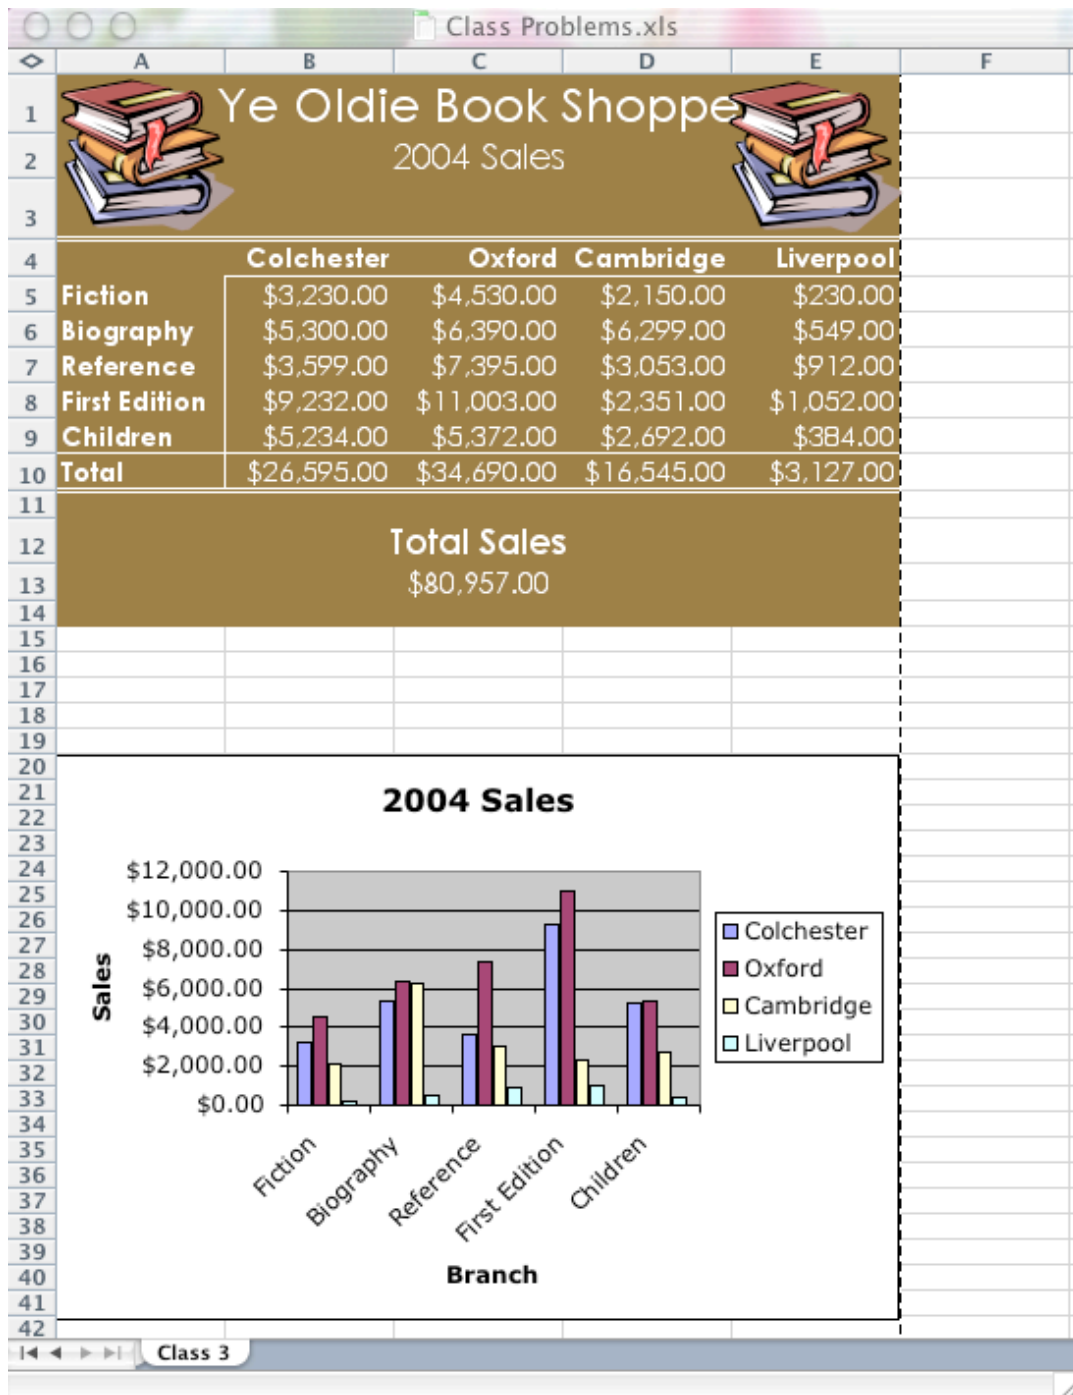 Class Problems.xls
A B C D E F
1 Ye Oldie Book Shoppe
2 2004 Sales
3
4 Colchester Oxford Cambridge Liverpool
5 Fiction $3,230.00 $4,530.00 $2,150.00 $230.00
6 Biography $5,300.00 $6,390.00 $6,299.00 $549.00
7 Reference $3,599.00 $7,395.00 $3,053.00 $912.00
8 First Edition $9,232.00 $11,003.00 $2,351.00 $1,052.00
9 Children $5,234.00 $5,372.00 $2,692.00 $384.00
10 Total $26,595.00 $34,690.00 $16,545.00 $3,127.00
11
12 Total Sales
13 $80,957.00
14
15
16
17
18
19
20
21
22
23
24
25
26
27
28
29
30
31
32
33
34
35
36
37
38
39
40
41
42
2004 Sales
Sales
$12,000.00
$10,000.00
$8,000.00
$6,000.00
$4,000.00
$2,000.00
$0.00
Fiction
Biography
Reference
First Edition
Children
Branch
Colchester
Oxford
Cambridge
Liverpool
Class 3